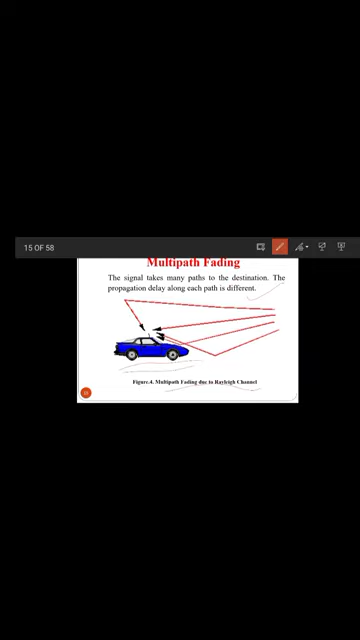 15 OF 58
Multipath Fading
The signal takes many paths to the destination. The
propagation delay along each path is different.
Figure.4. Multipath Fading due to Rayleigh Channel